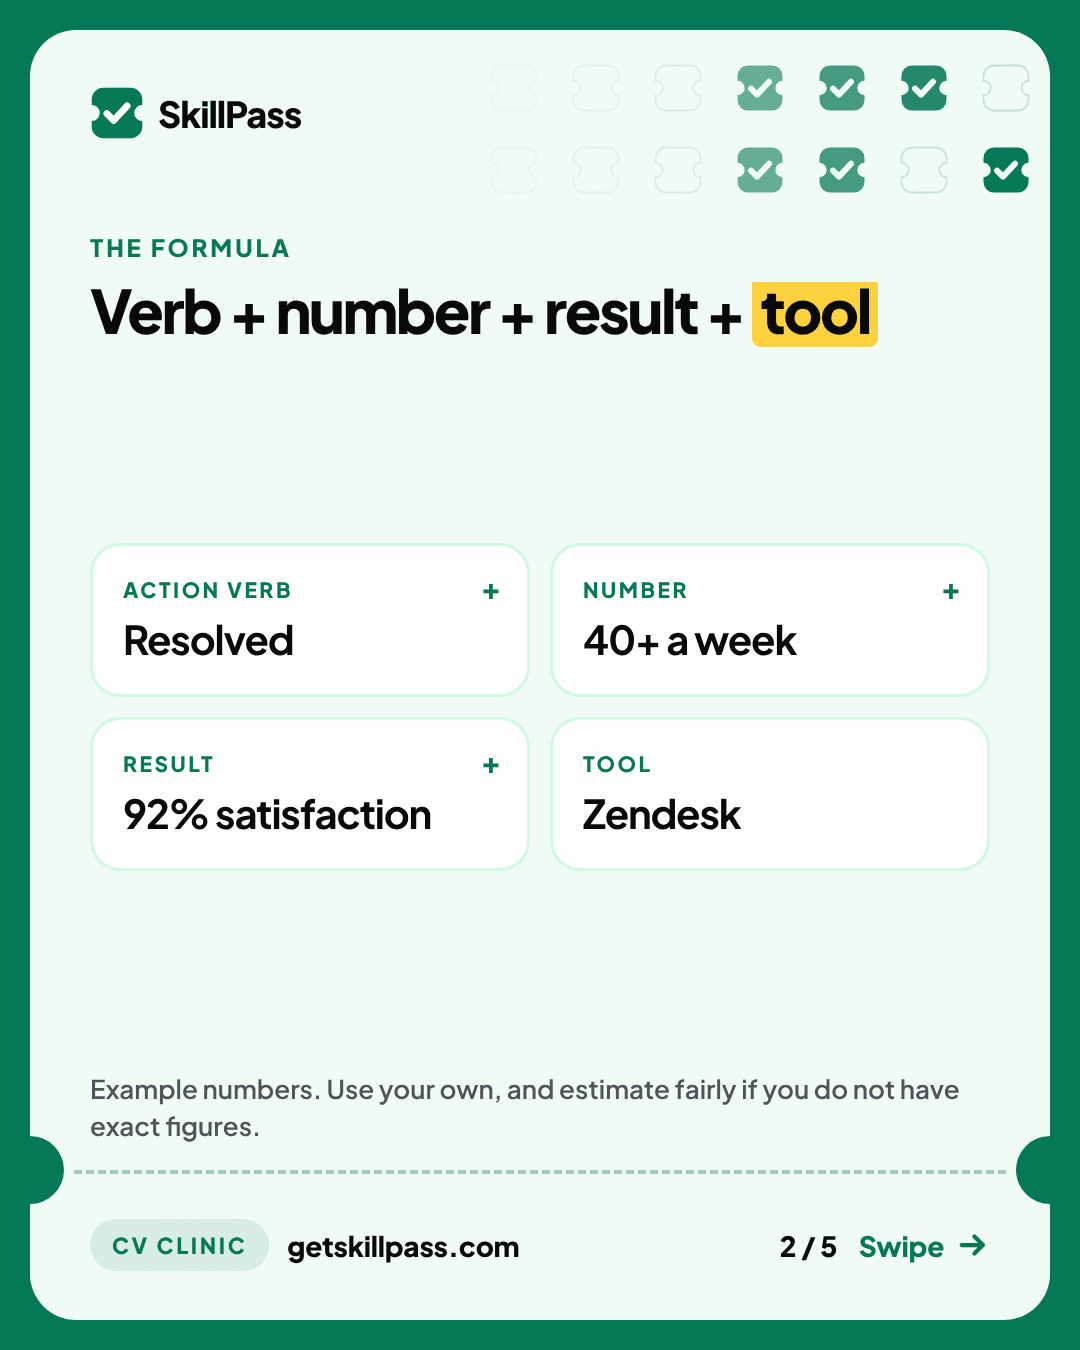 SkillPass
THE FORMULA
Verb + number + result + tool
ACTION VERB +
Resolved
NUMBER +
40+ a week
RESULT +
92% satisfaction
TOOL
Zendesk
Example numbers. Use your own, and estimate fairly if you do not have
exact figures.
CV CLINIC getskillpass.com 2 / 5 Swipe →